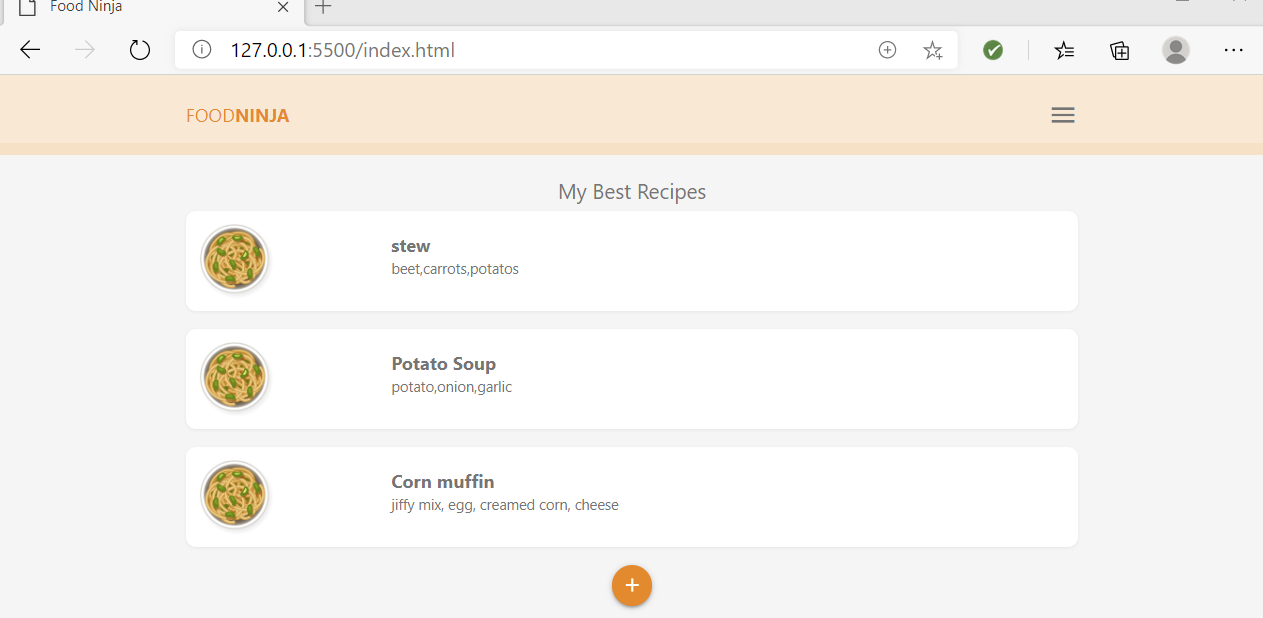 Food Ninja
127.0.0.1:5500/index.html
FOODNINJA
My Best Recipes
stew
beet,carrots,potatos
Potato Soup
potato,onion,garlic
Corn muffin
jiffy mix, egg, creamed corn, cheese
+